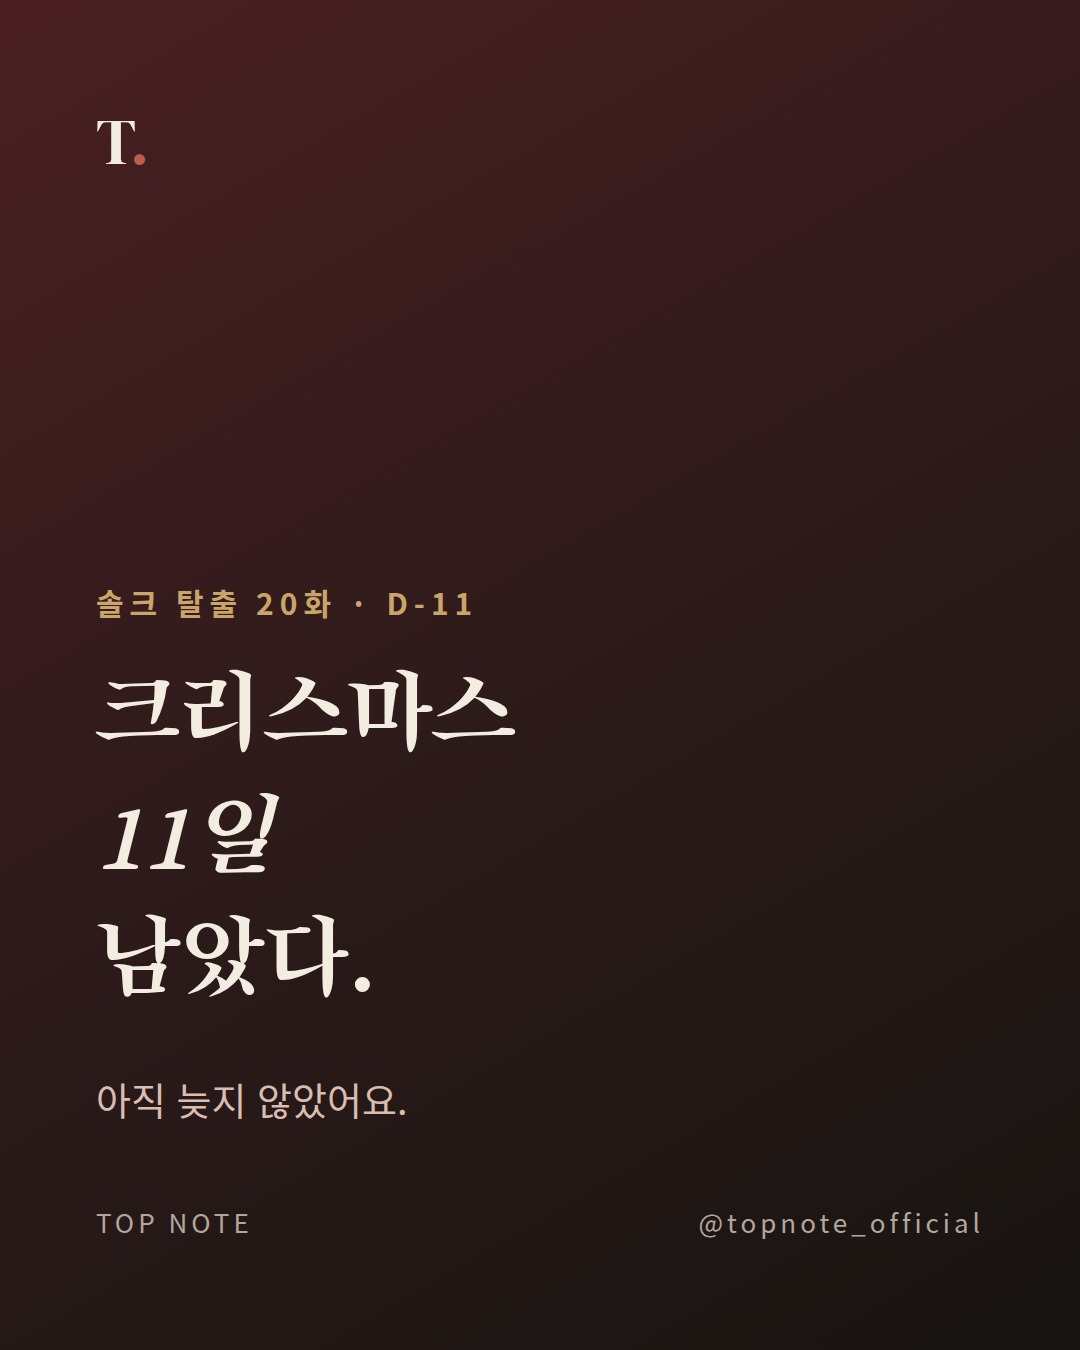 T.
솔크 탈출 20화 · D-11
크리스마스
11일
남았다.
아직 늦지 않았어요.
TOP NOTE
@topnote_official